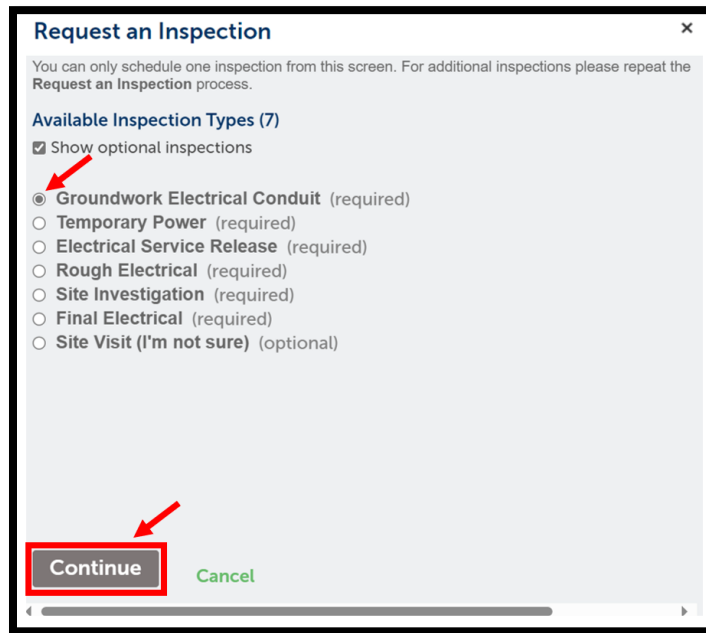 Request an Inspection ×
You can only schedule one inspection from this screen. For additional inspections please repeat the
Request an Inspection process.
Available Inspection Types (7)
Show optional inspections
Groundwork Electrical Conduit (required)
Temporary Power (required)
Electrical Service Release (required)
Rough Electrical (required)
Site Investigation (required)
Final Electrical (required)
Site Visit (I'm not sure) (optional)
Continue Cancel